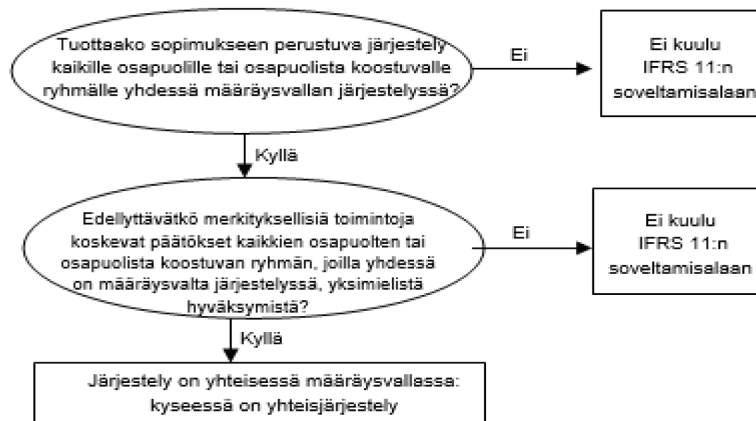 Tuottaako sopimukseen perustuva järjestely
kaikille osapuolille tai osapuolista koostuvalle
ryhmälle yhdessä määräysvallan järjestelyssä?
Ei
Ei kuulu
IFRS 11:n
soveltamisalaan
Kyllä
Edellyttävätkö merkityksellisiä toimintoja
koskevat päätökset kaikkien osapuolten tai
osapuolista koostuvan ryhmän, joilla yhdessä
on määräysvalta järjestelyssä, yksimielistä
hyväksymistä?
Ei
Ei kuulu
IFRS 11:n
soveltamisalaan
Kyllä
Järjestely on yhteisessä määräysvallassa:
kyseessä on yhteisjärjestely